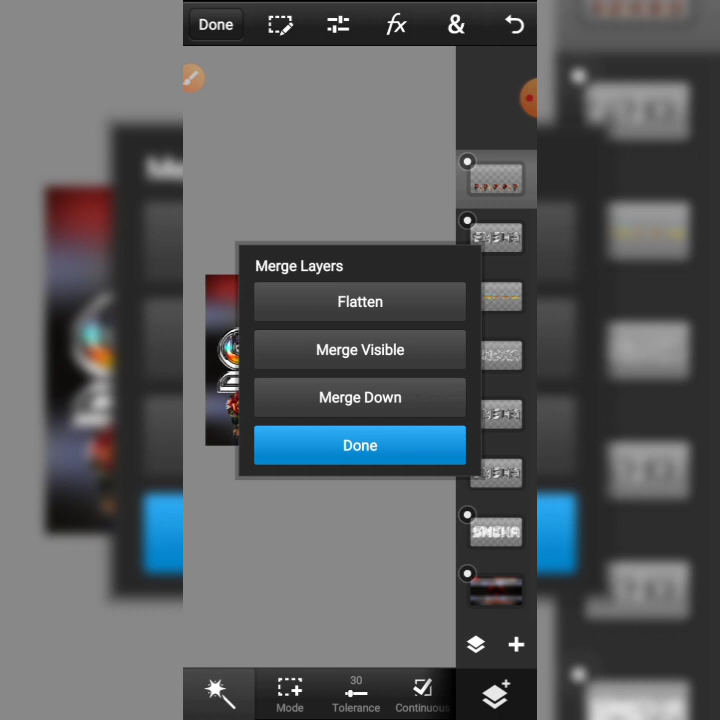 Done
fx
&
Merge Layers
Flatten
Merge Visible
Merge Down
Done
30
Mode
Tolerance
Continuous